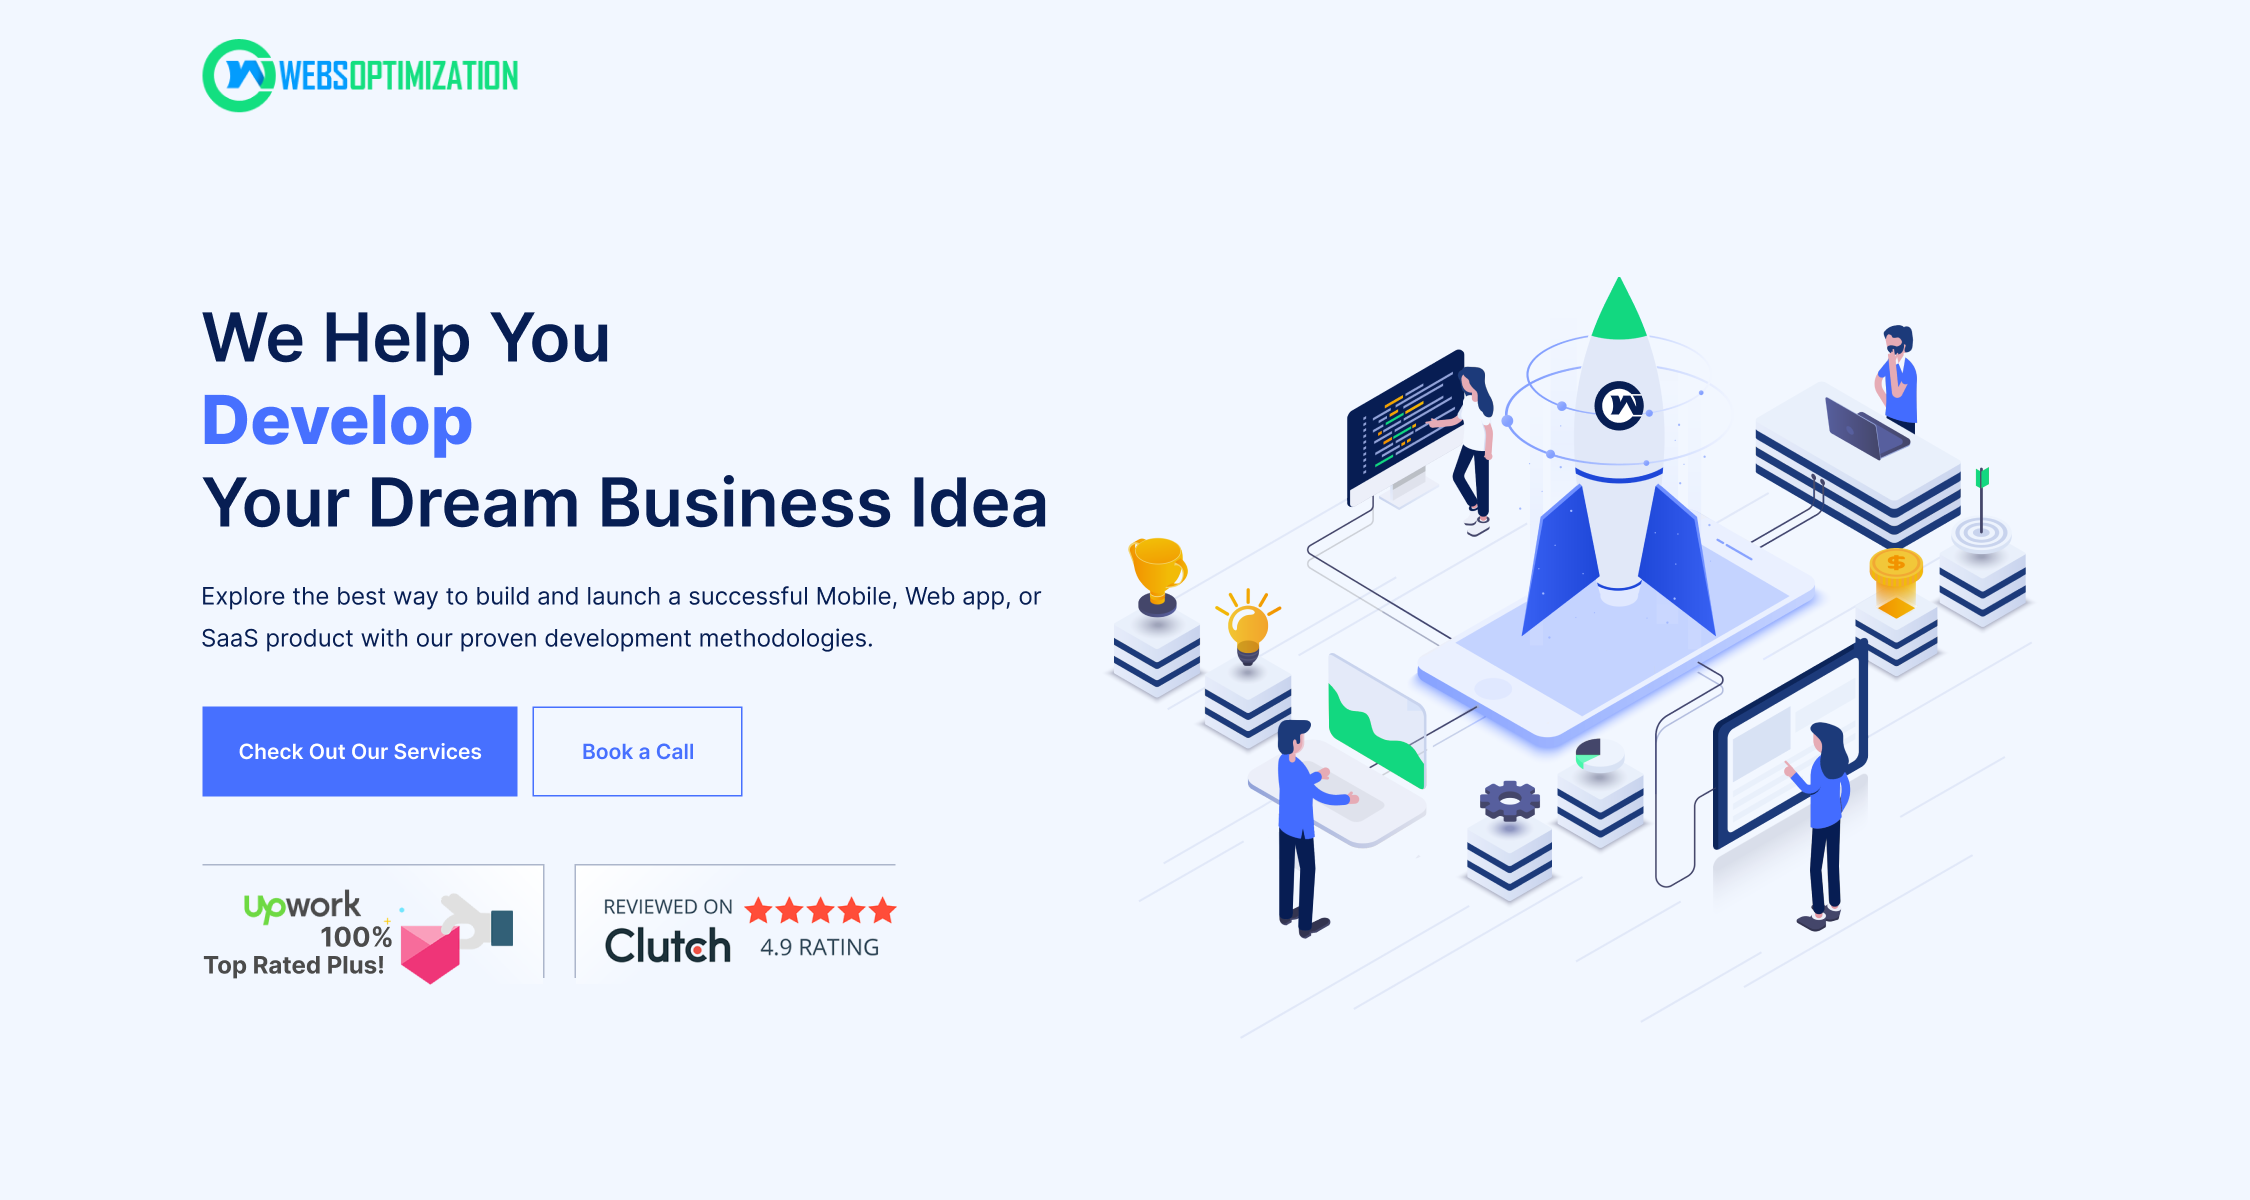 WEBSOPTIMIZATION
We Help You
Develop
Your Dream Business Idea
Explore the best way to build and launch a successful Mobile, Web app, or
SaaS product with our proven development methodologies.
Check Out Our Services
Book a Call
upwork
100%
Top Rated Plus!
REVIEWED ON
Clutch
4.9 RATING
$